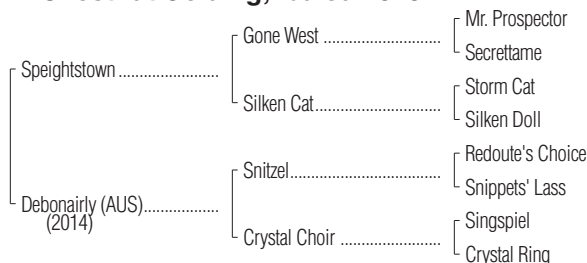 Mr. Prospector
Gone West
Secrettame
Speightstown
Storm Cat
Silken Cat
Silken Doll
Redoute's Choice
Snitzel
Snippets' Lass
Debonairly (AUS)
(2014)
Singspiel
Crystal Choir
Crystal Ring